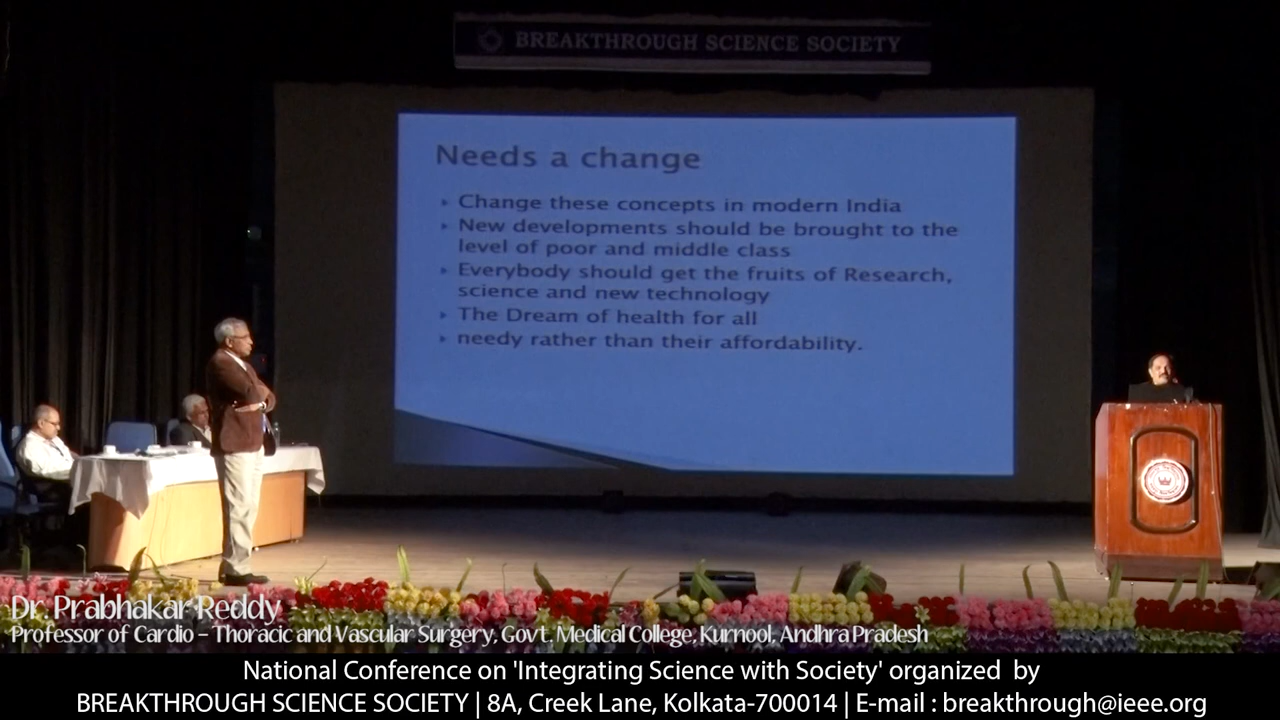 BREAKTHROUGH SCIENCE SOCIETY
Needs a change
Change these concepts in modern India
New developments should be brought to the
level of poor and middle class
Everybody should get the fruits of Research,
science and new technology
The Dream of health for all
needy rather than their affordability.
Dr. Prabhakar Reddy
Professor of Cardio - Thoracic and Vascular Surgery, Govt. Medical College, Kurnool, Andhra Pradesh
National Conference on 'Integrating Science with Society' organized by
BREAKTHROUGH SCIENCE SOCIETY | 8A, Creek Lane, Kolkata-700014 | E-mail : breakthrough@ieee.org